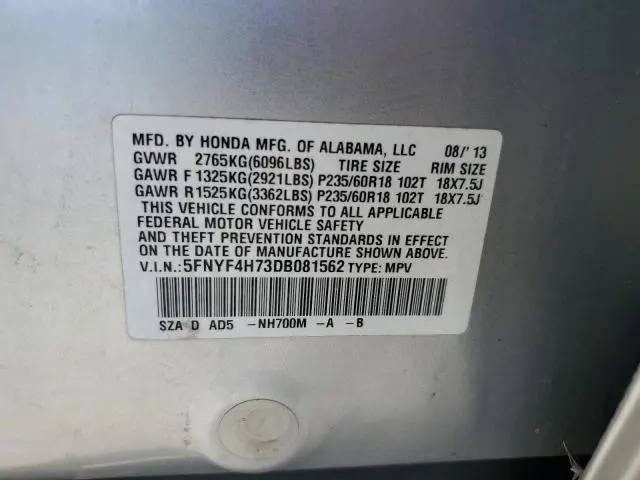 MFD. BY HONDA MFG. OF ALABAMA, LLC 08/'13
GVWR 2765KG(6096LBS) TIRE SIZE RIM SIZE
GAWR F 1325KG(2921LBS) P235/60R18 102T 18X7.5J
GAWR R 1525KG(3362LBS) P235/60R18 102T 18X7.5J
THIS VEHICLE CONFORMS TO ALL APPLICABLE
FEDERAL MOTOR VEHICLE SAFETY
AND THEFT PREVENTION STANDARDS IN EFFECT
ON THE DATE OF MANUFACTURE SHOWN ABOVE.
V.I.N.:5FNYF4H73DB081562 TYPE: MPV
SZA D AD5 -NH700M -A -B